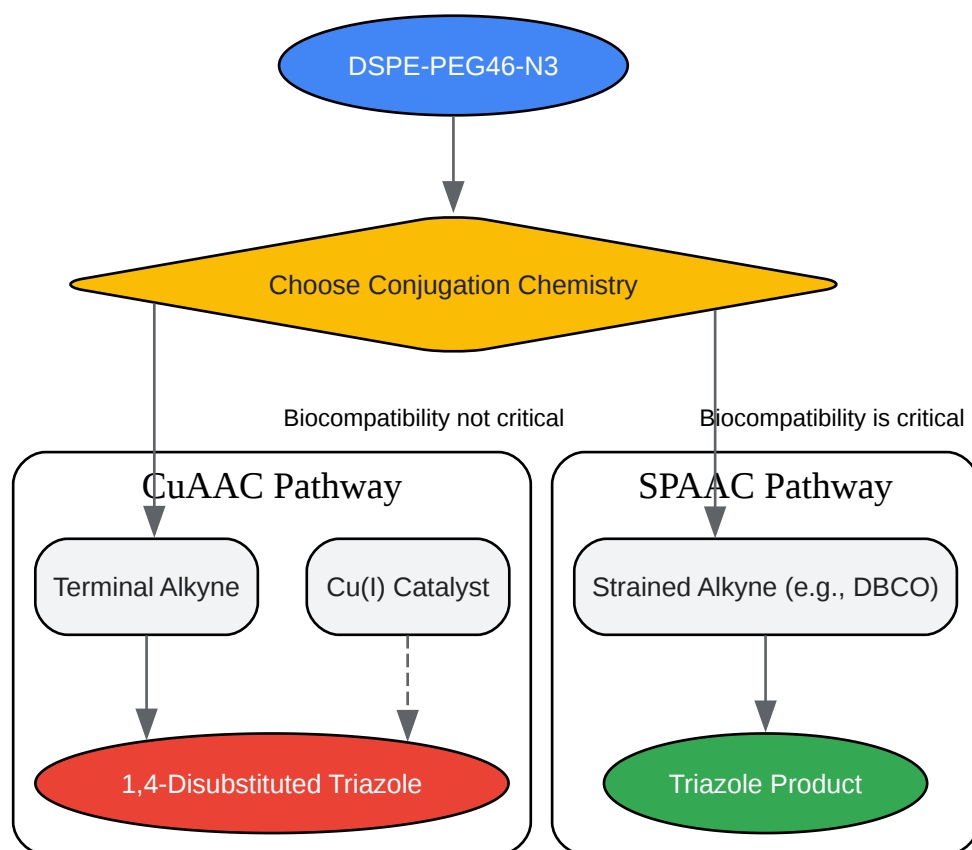 DSPE-PEG46-N3
Choose Conjugation Chemistry
Biocompatibility not critical
Biocompatibility is critical
CuAAC Pathway
SPAAC Pathway
Terminal Alkyne
Cu(I) Catalyst
Strained Alkyne (e.g., DBCO)
1,4-Disubstituted Triazole
Triazole Product